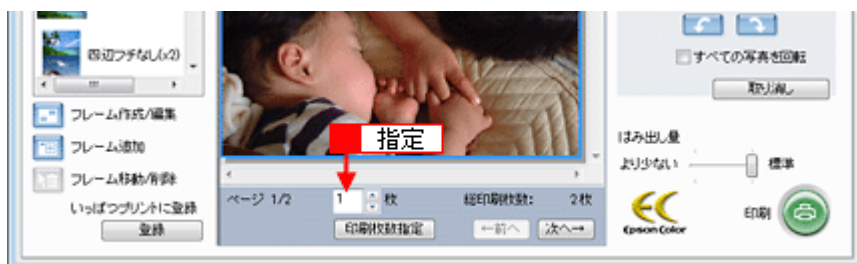 四辺フチなし(x2)
フレーム作成/編集
フレーム追加
フレーム移動/削除
いっぱつプリントに登録
登録
指定
ページ 1/2
1
枚
総印刷枚数:
2枚
印刷枚数指定
←前へ
次へ→
すべての写真を回転
取り消し
はみ出し量
より少ない
標準
Epson Color
印刷